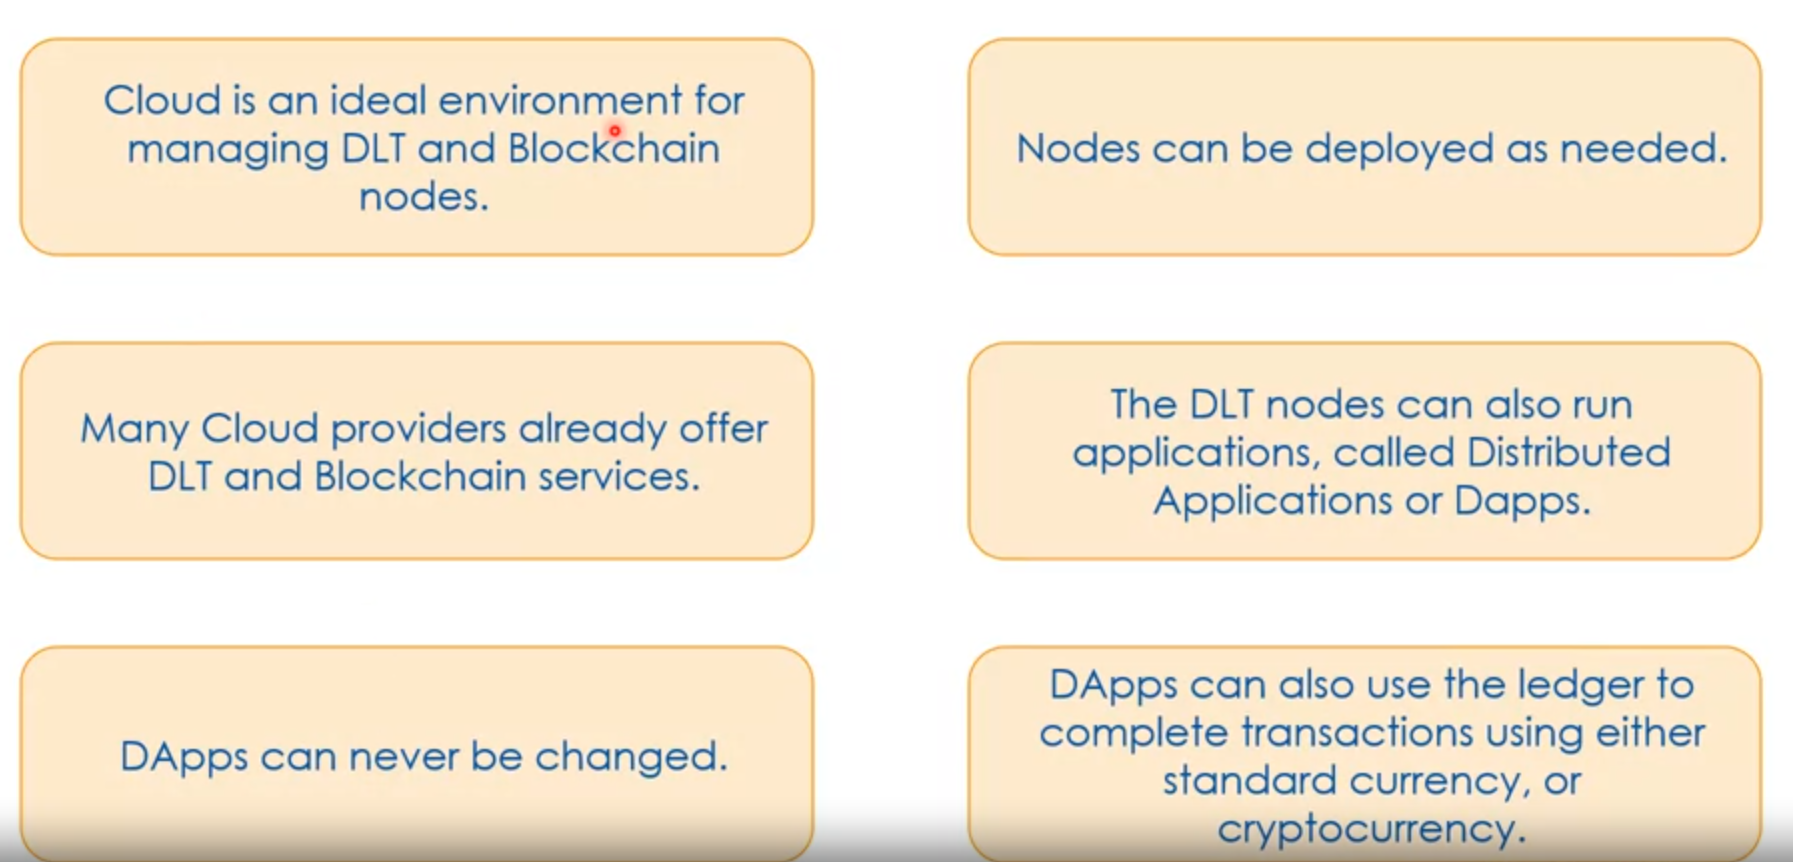 Cloud is an ideal environment for
managing DLT and Blockchain
nodes.
Nodes can be deployed as needed.
Many Cloud providers already offer
DLT and Blockchain services.
The DLT nodes can also run
applications, called Distributed
Applications or Dapps.
DApps can never be changed.
DApps can also use the ledger to
complete transactions using either
standard currency, or
cryptocurrency.